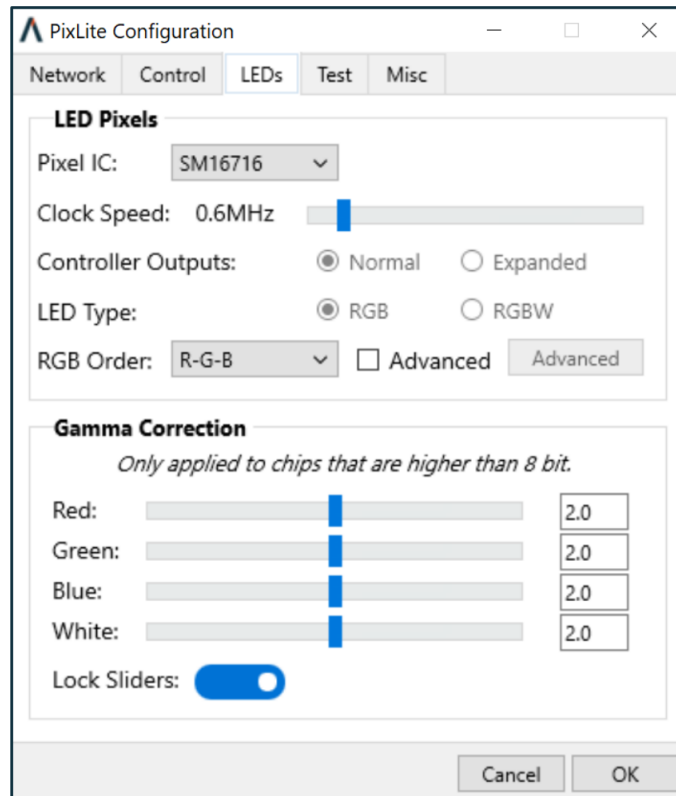 PixLite Configuration
Network Control LEDs Test Misc
LED Pixels
Pixel IC: SM16716
Clock Speed: 0.6MHz
Controller Outputs: Normal Expanded
LED Type: RGB RGBW
RGB Order: R-G-B Advanced Advanced
Gamma Correction
Only applied to chips that are higher than 8 bit.
Red: 2.0
Green: 2.0
Blue: 2.0
White: 2.0
Lock Sliders:
Cancel OK